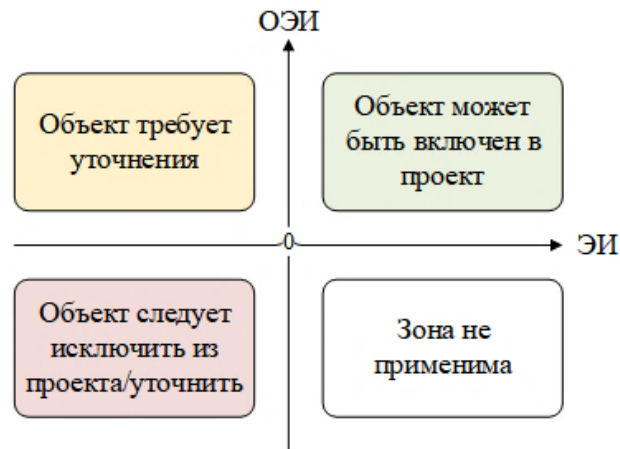 ОЭИ
Объект требует
уточнения
Объект может
быть включен в
проект
0
ЭИ
Объект следует
исключить из
проекта/уточнить
Зона не
применима